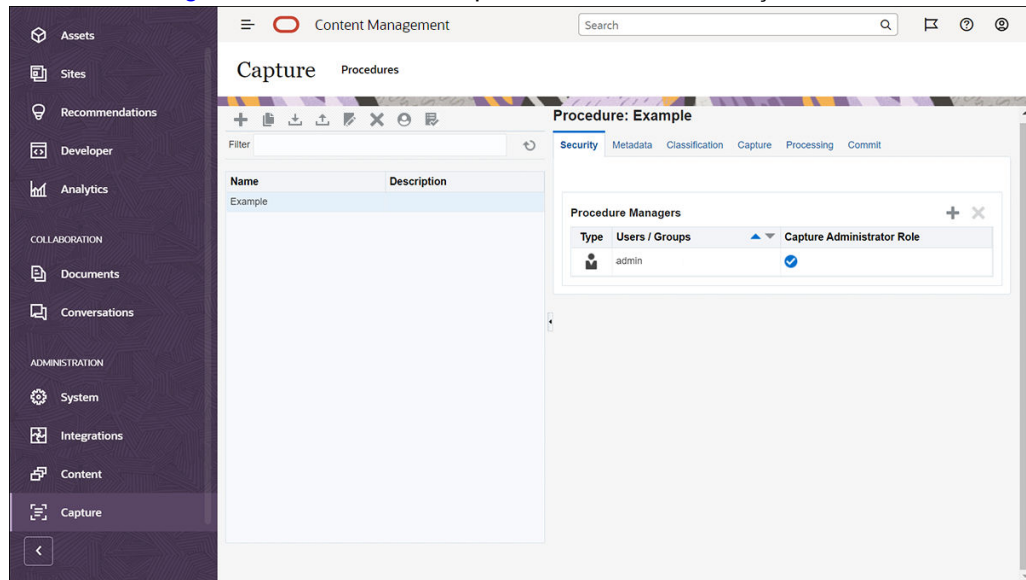 Assets
Sites
Recommendations
Developer
Analytics
COLLABORATION
Documents
Conversations
ADMINISTRATION
System
Integrations
Content
Capture
Content Management
Search
Capture Procedures
Filter
Name Description
Example
Procedure: Example
Security Metadata Classification Capture Processing Commit
Procedure Managers
Type Users / Groups Capture Administrator Role
admin